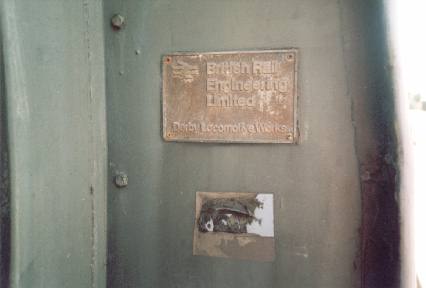 British Rail
Engineering
Limited
Derby Locomotive Works